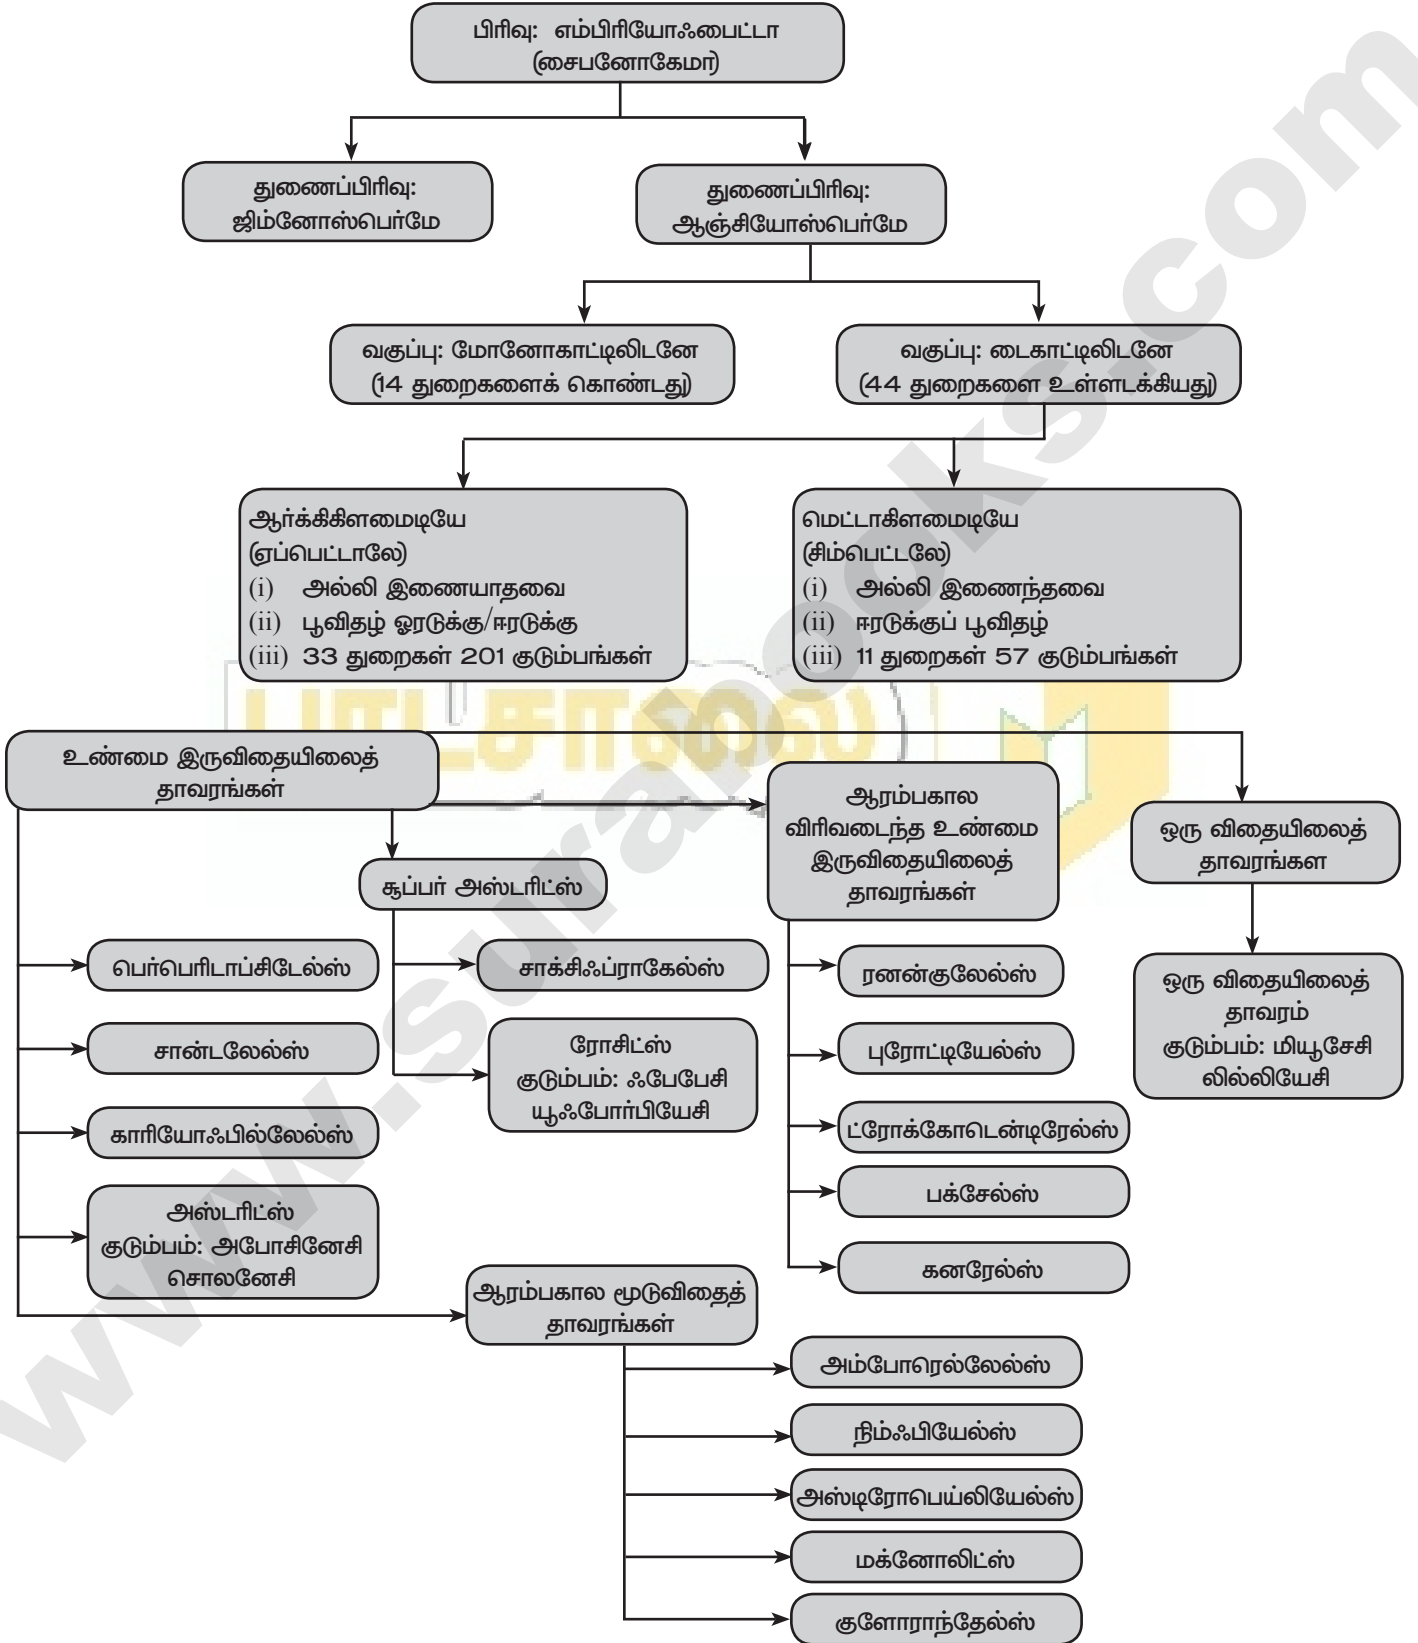 பிரிவு: எம்பிரியோஃபைட்டா
(சைபனோகேமா)
துணைப்பிரிவு:
ஜிம்னோஸ்பெர்மே
துணைப்பிரிவு:
ஆஞ்சியோஸ்பெர்மே
வகுப்பு: மோனோகாட்டிலிடனே
(14 துறைகளைக் கொண்டது)
வகுப்பு: டைகாட்டிலிடனே
(44 துறைகளை உள்ளடக்கியது)
ஆர்க்கிகிளமைடியே
(ஏப்பெட்டாலே)
(i) அல்லி இணையாதவை
(ii) பூவிதழ் ஓரடுக்கு/ஈரடுக்கு
(iii) 33 துறைகள் 201 குடும்பங்கள்
மெட்டாகிளமைடியே
(சிம்பெட்டலே)
(i) அல்லி இணைந்தவை
(ii) ஈரடுக்குப் பூவிதழ்
(iii) 11 துறைகள் 57 குடும்பங்கள்
பாடசாலை
உண்மை இருவிதையிலைத்
தாவரங்கள்
சூப்பர் அஸ்டரிட்ஸ்
ஆரம்பகால
விரிவடைந்த உண்மை
இருவிதையிலைத்
தாவரங்கள்
ஒரு விதையிலைத்
தாவரங்கள
பெர்பெரிடாப்சிடேல்ஸ்
சான்டலேல்ஸ்
காரியோஃபில்லேல்ஸ்
அஸ்டரிட்ஸ்
குடும்பம்: அபோசினேசி
சொலனேசி
சாக்சிஃப்ராகேல்ஸ்
ரோசிட்ஸ்
குடும்பம்: ஃபேபேசி
யூஃபோர்பியேசி
ரனன்குலேல்ஸ்
புரோட்டியேல்ஸ்
ட்ரோக்கோடென்டிரேல்ஸ்
பக்சேல்ஸ்
கனரேல்ஸ்
ஒரு விதையிலைத்
தாவரம்
குடும்பம்: மியூசேசி
லில்லியேசி
ஆரம்பகால மூடுவிதைத்
தாவரங்கள்
அம்போரெல்லேல்ஸ்
நிம்ஃபியேல்ஸ்
அஸ்டிரோபெய்லியேல்ஸ்
மக்னோலிட்ஸ்
குளோராந்தேல்ஸ்
www.surabooks.com